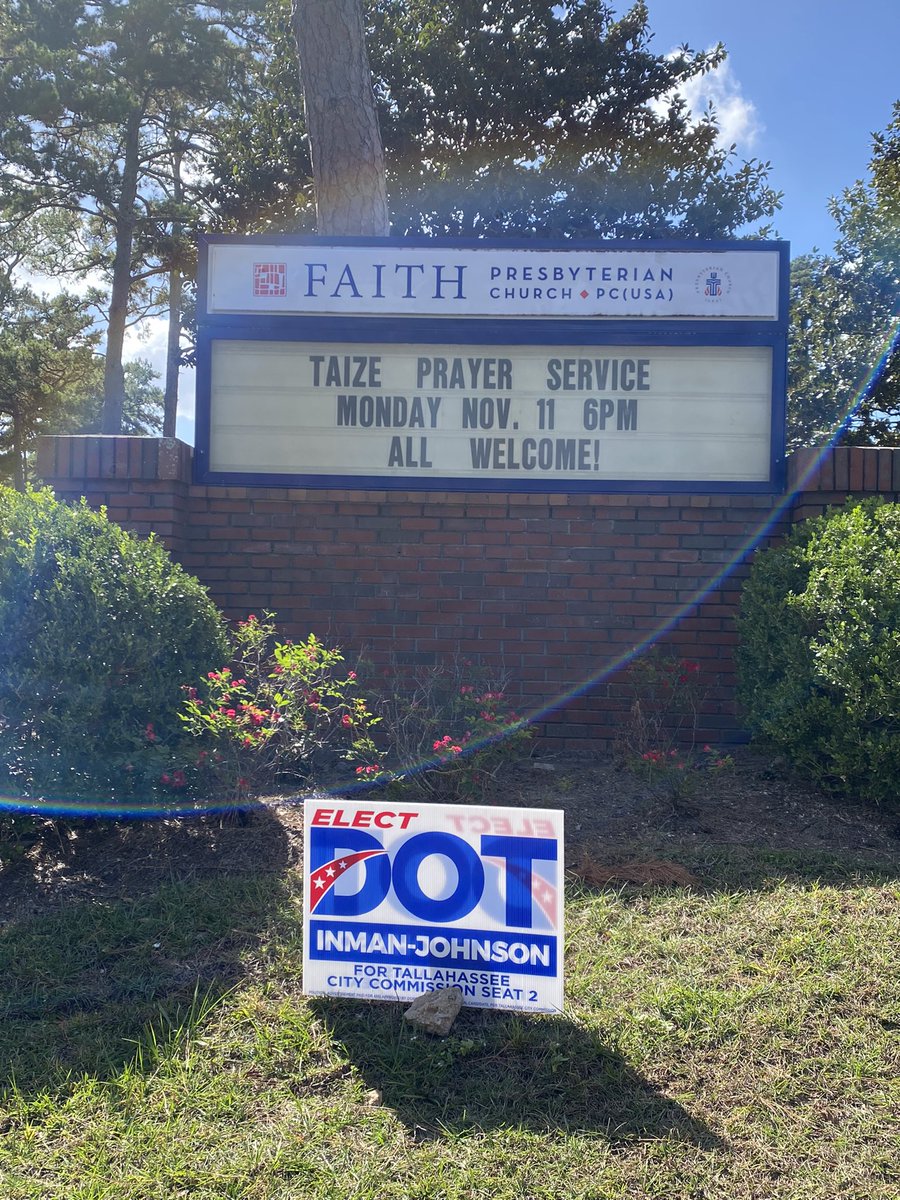 FAITH PRESBYTERIAN
CHURCH ◆ PC(USA)
TAIZE PRAYER SERVICE
MONDAY NOV. 11 6PM
ALL WELCOME!
ELECT
DOT
INMAN-JOHNSON
FOR TALLAHASSEE
CITY COMMISSION SEAT 2